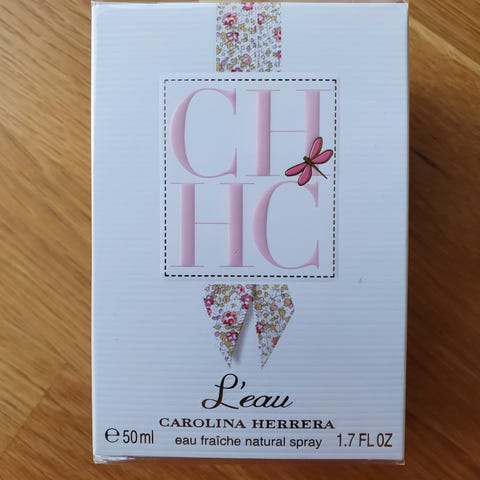 CH
HC
L'eau
CAROLINA HERRERA
℮50ml eau fraîche natural spray 1.7 FL OZ